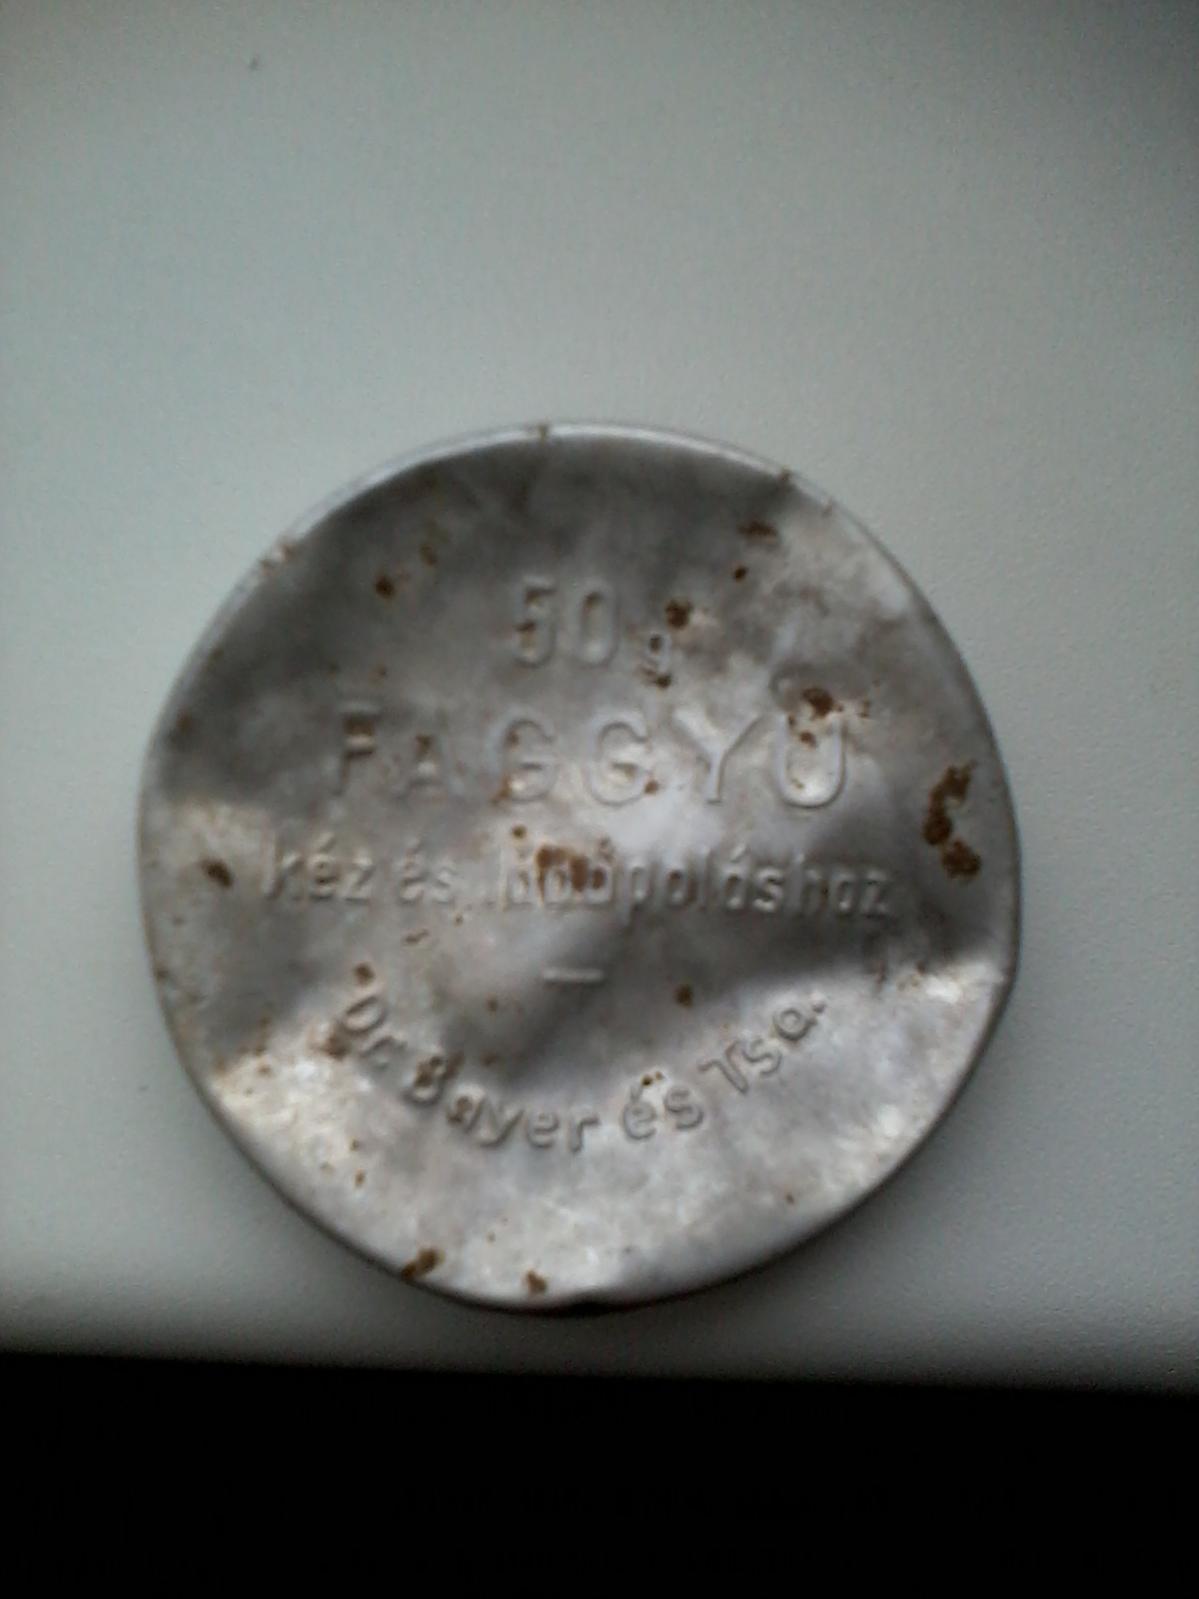 50 g
FAGGYÚ
kéz és lábápoláshoz
—
Dr. Bayer és Tsa.